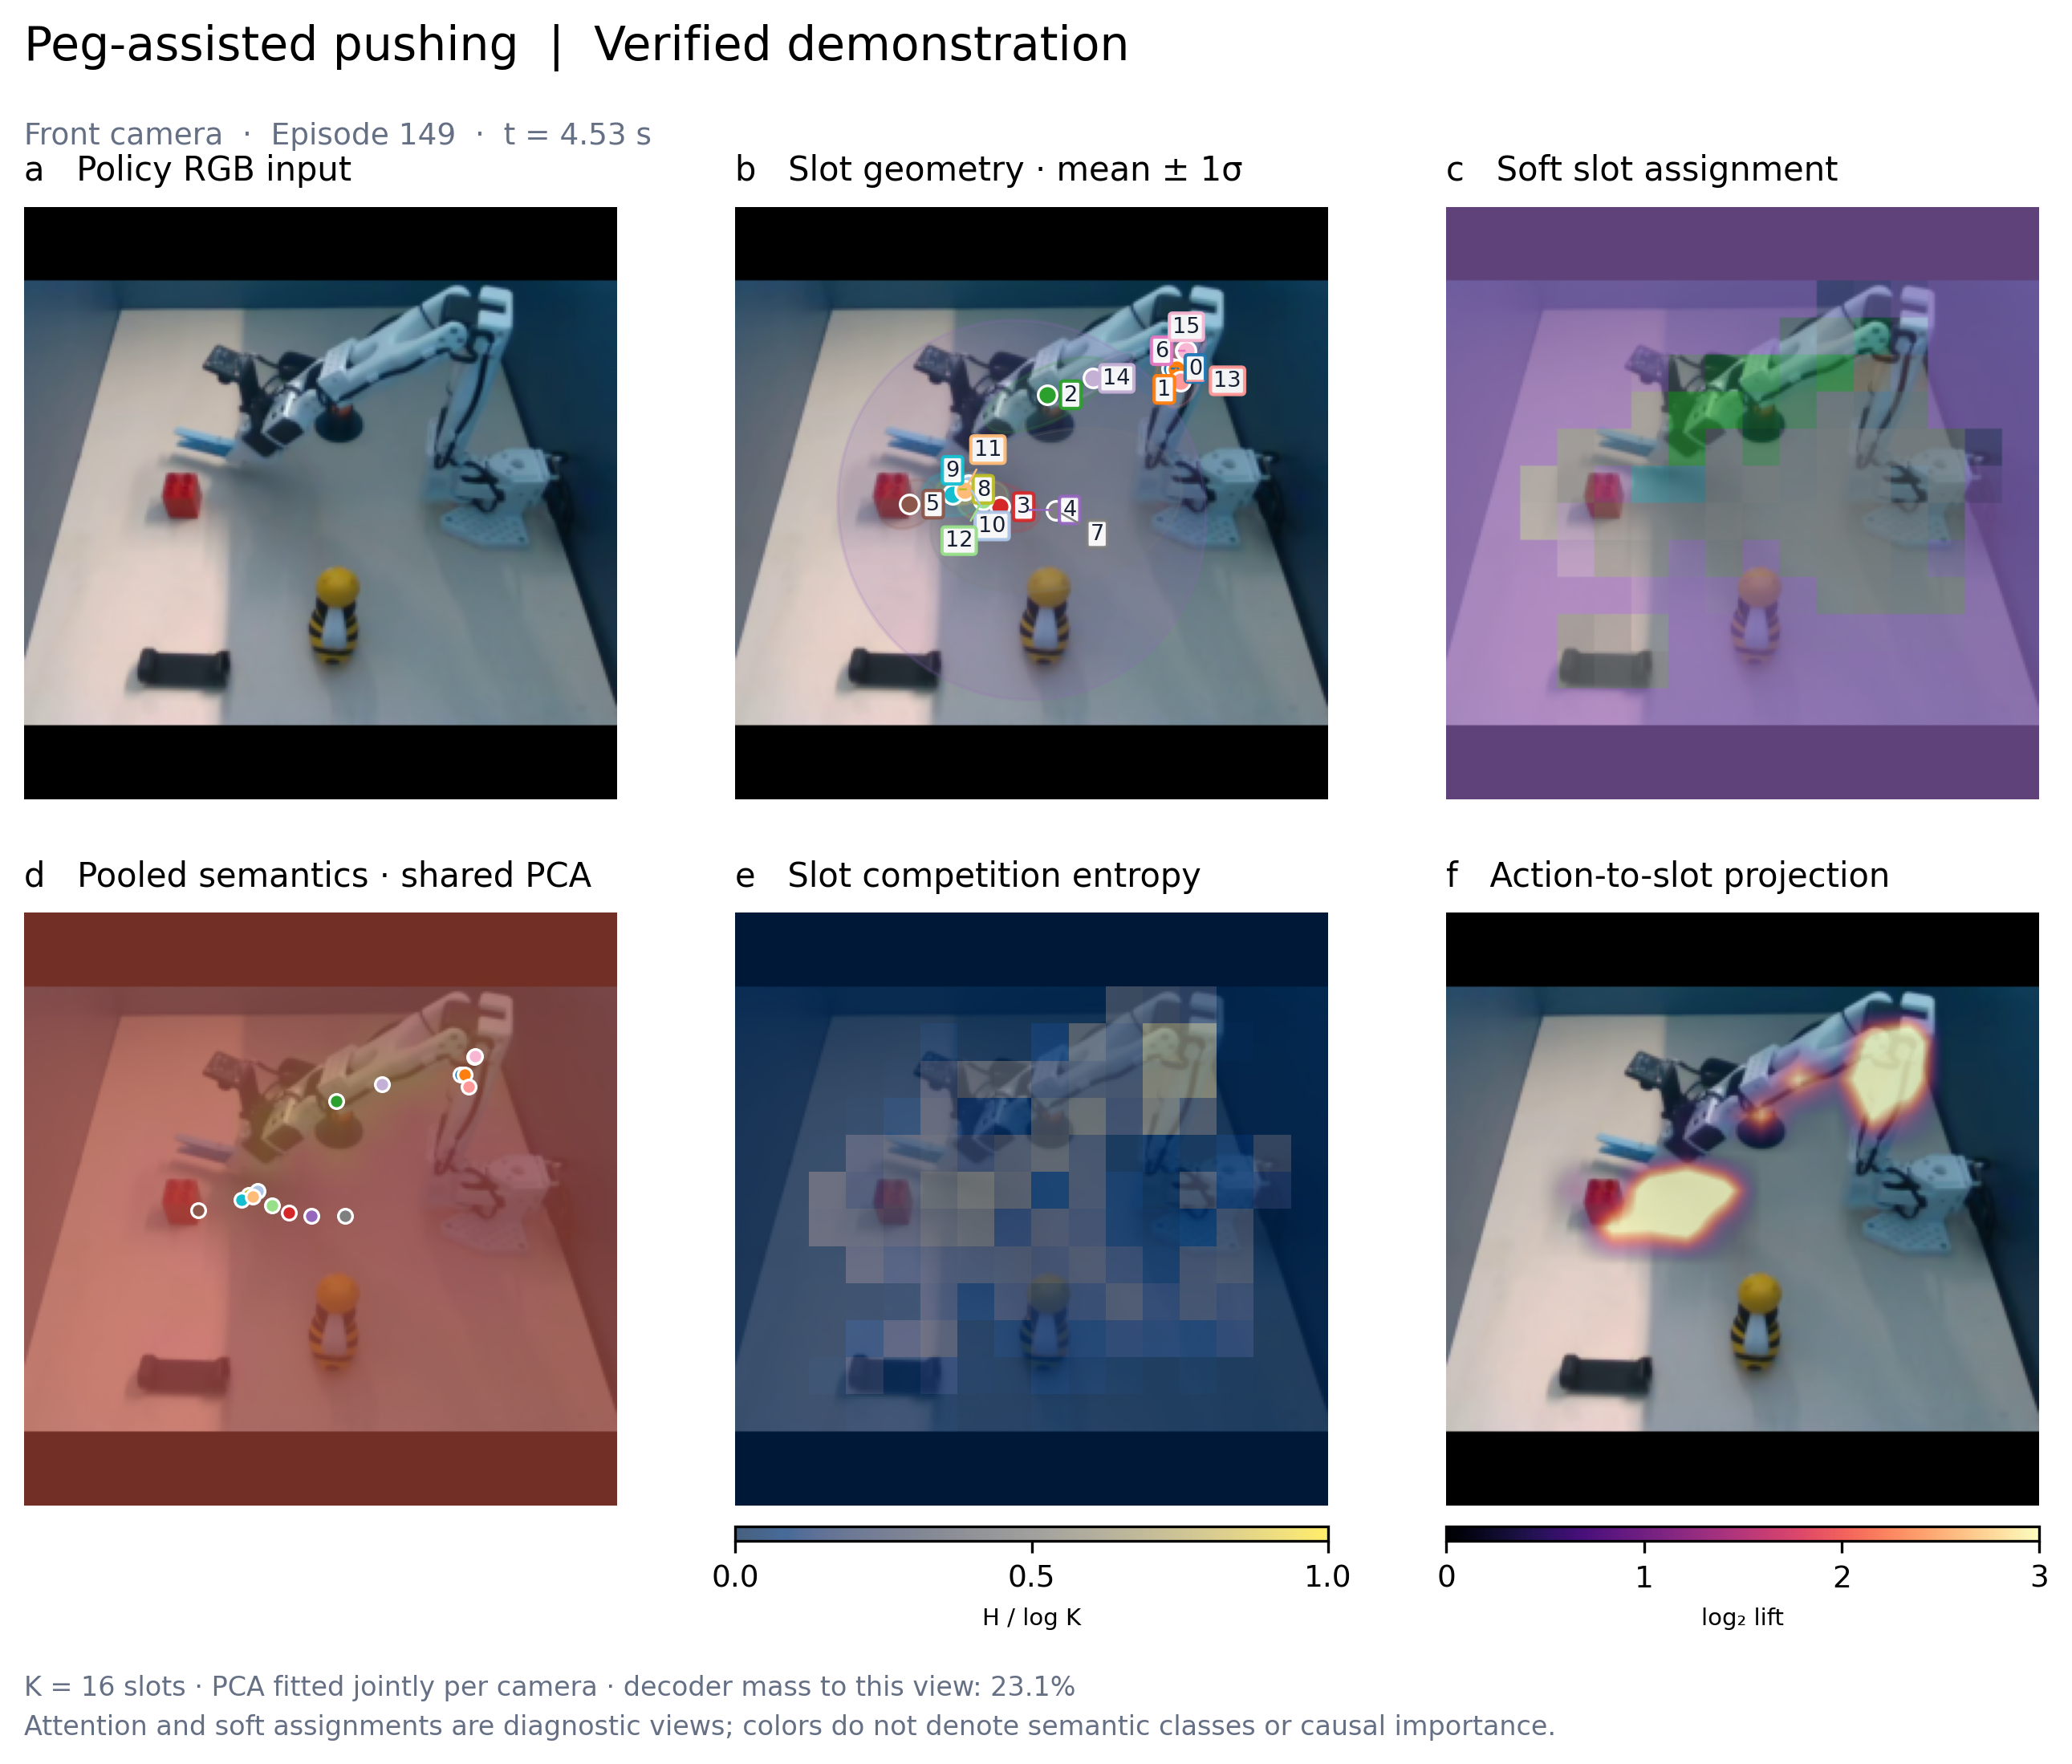 Peg-assisted pushing | Verified demonstration
Front camera · Episode 149 · t = 4.53 s
a Policy RGB input
b Slot geometry · mean ± 1σ
c Soft slot assignment
15
6
0
1
13
14
2
11
9
8
5
3
4
10
12
7
d Pooled semantics · shared PCA
e Slot competition entropy
f Action-to-slot projection
0.0 0.5 1.0
H / log K
0 1 2 3
log₂ lift
K = 16 slots · PCA fitted jointly per camera · decoder mass to this view: 23.1%
Attention and soft assignments are diagnostic views; colors do not denote semantic classes or causal importance.